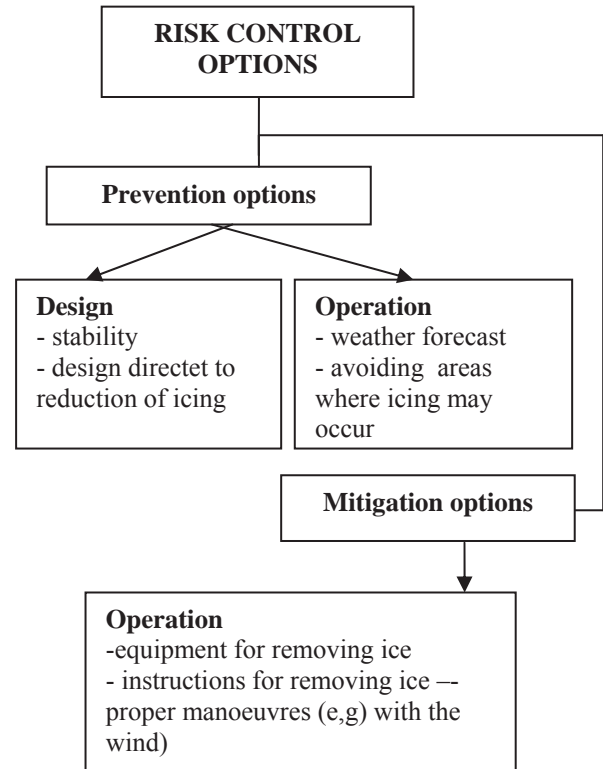 RISK CONTROL
OPTIONS
Prevention options
Design
- stability
- design directet to
reduction of icing
Operation
- weather forecast
- avoiding areas
where icing may
occur
Mitigation options
Operation
-equipment for removing ice
- instructions for removing ice –-
proper manoeuvres (e,g) with the
wind)